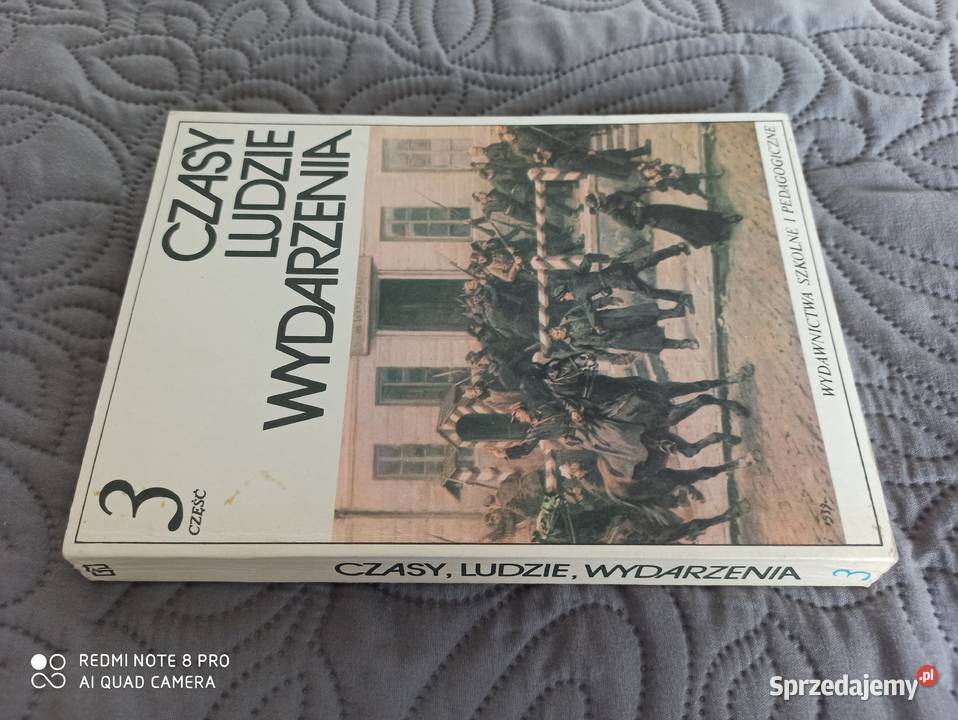 CZASY
LUDZIE
WYDARZENIA
3
CZĘŚĆ
WYDAWNICTWA SZKOLNE I PEDAGOGICZNE
CZASY, LUDZIE, WYDARZENIA
3
REDMI NOTE 8 PRO
AI QUAD CAMERA
Sprzedajemy.pl